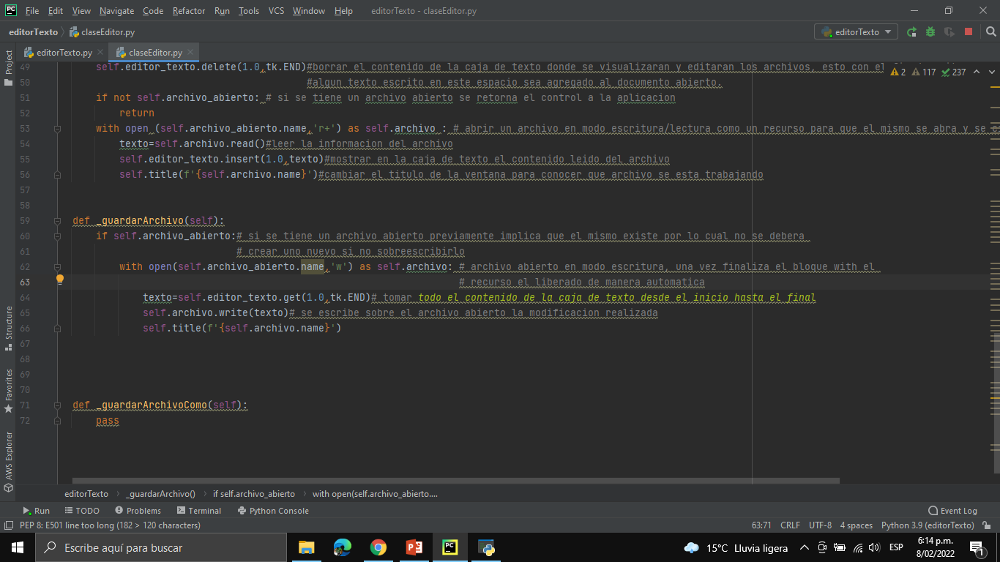 File Edit View Navigate Code Refactor Run Tools VCS Window Help editorTexto - claseEditor.py
editorTexto claseEditor.py editorTexto
editorTexto.py claseEditor.py
Project
2 117 237
49 self.editor_texto.delete(1.0,tk.END)#borrar el contenido de la caja de texto donde se visualizaran y editaran los archivos, esto con el
50 #algun texto escrito en este espacio sea agregado al documento abierto.
51 if not self.archivo_abierto: # si se tiene un archivo abierto se retorna el control a la aplicacion
52 return
53 with open (self.archivo_abierto.name,'r+') as self.archivo : # abrir un archivo en modo escritura/lectura como un recurso para que el mismo se abra y se
54 texto=self.archivo.read()#leer la informacion del archivo
55 self.editor_texto.insert(1.0,texto)#mostrar en la caja de texto el contenido leido del archivo
56 self.title(f'{self.archivo.name}')#cambiar el titulo de la ventana para conocer que archivo se esta trabajando
57
58
59 def _guardarArchivo(self):
60 if self.archivo_abierto:# si se tiene un archivo abierto previamente implica que el mismo existe por lo cual no se debera
61 # crear uno nuevo si no sobreescribirlo
62 with open(self.archivo_abierto.name,'w') as self.archivo: # archivo abierto en modo escritura, una vez finaliza el bloque with el
63 # recurso el liberado de manera automatica
64 texto=self.editor_texto.get(1.0,tk.END)# tomar todo el contenido de la caja de texto desde el inicio hasta el final
65 self.archivo.write(texto)# se escribe sobre el archivo abierto la modificacion realizada
66 self.title(f'{self.archivo.name}')
67
68
69
70
71 def _guardarArchivoComo(self):
72 pass
Structure
Favorites
AWS Explorer
editorTexto _guardarArchivo() if self.archivo_abierto with open(self.archivo_abierto....
Run TODO Problems Terminal Python Console Event Log
PEP 8: E501 line too long (182 > 120 characters) 63:71 CRLF UTF-8 4 spaces Python 3.9 (editorTexto)
Escribe aquí para buscar 15°C Lluvia ligera ESP 6:14 p.m.
8/02/2022 1